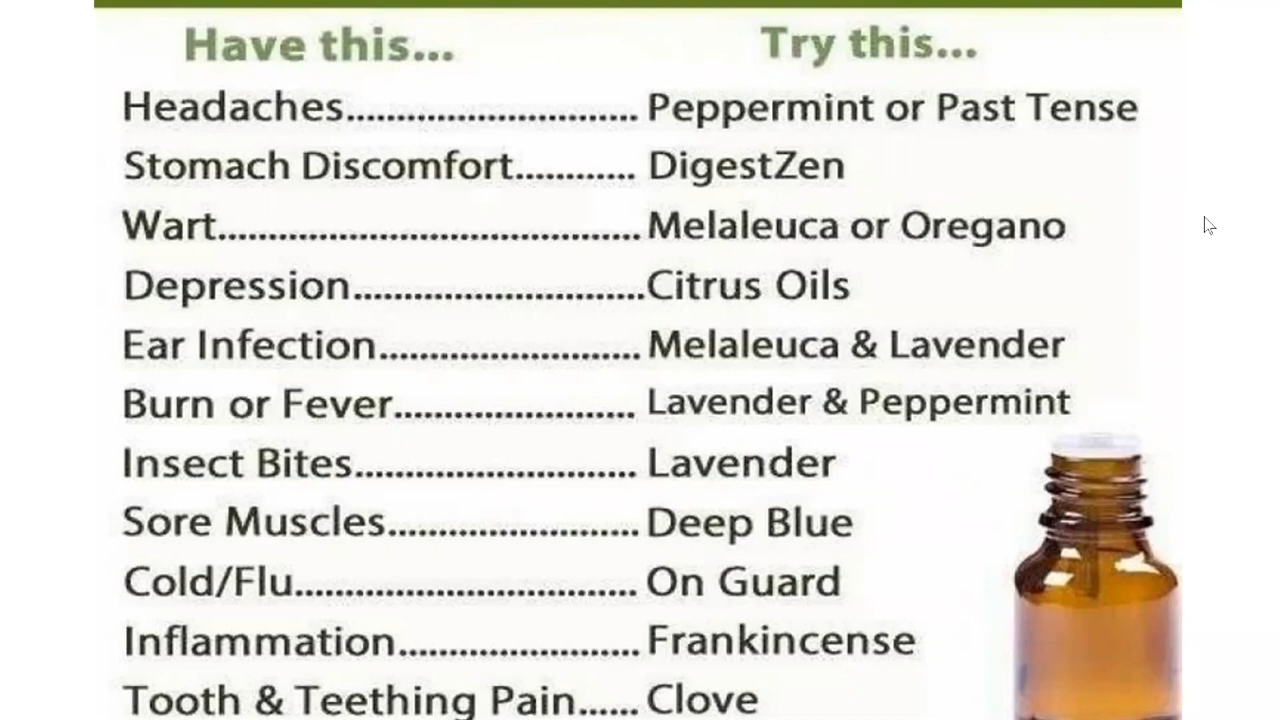 Have this... Try this...
Headaches............................. Peppermint or Past Tense
Stomach Discomfort............ DigestZen
Wart.......................................... Melaleuca or Oregano
Depression.............................Citrus Oils
Ear Infection.......................... Melaleuca & Lavender
Burn or Fever........................ Lavender & Peppermint
Insect Bites............................ Lavender
Sore Muscles......................... Deep Blue
Cold/Flu.................................. On Guard
Inflammation........................ Frankincense
Tooth & Teething Pain...... Clove